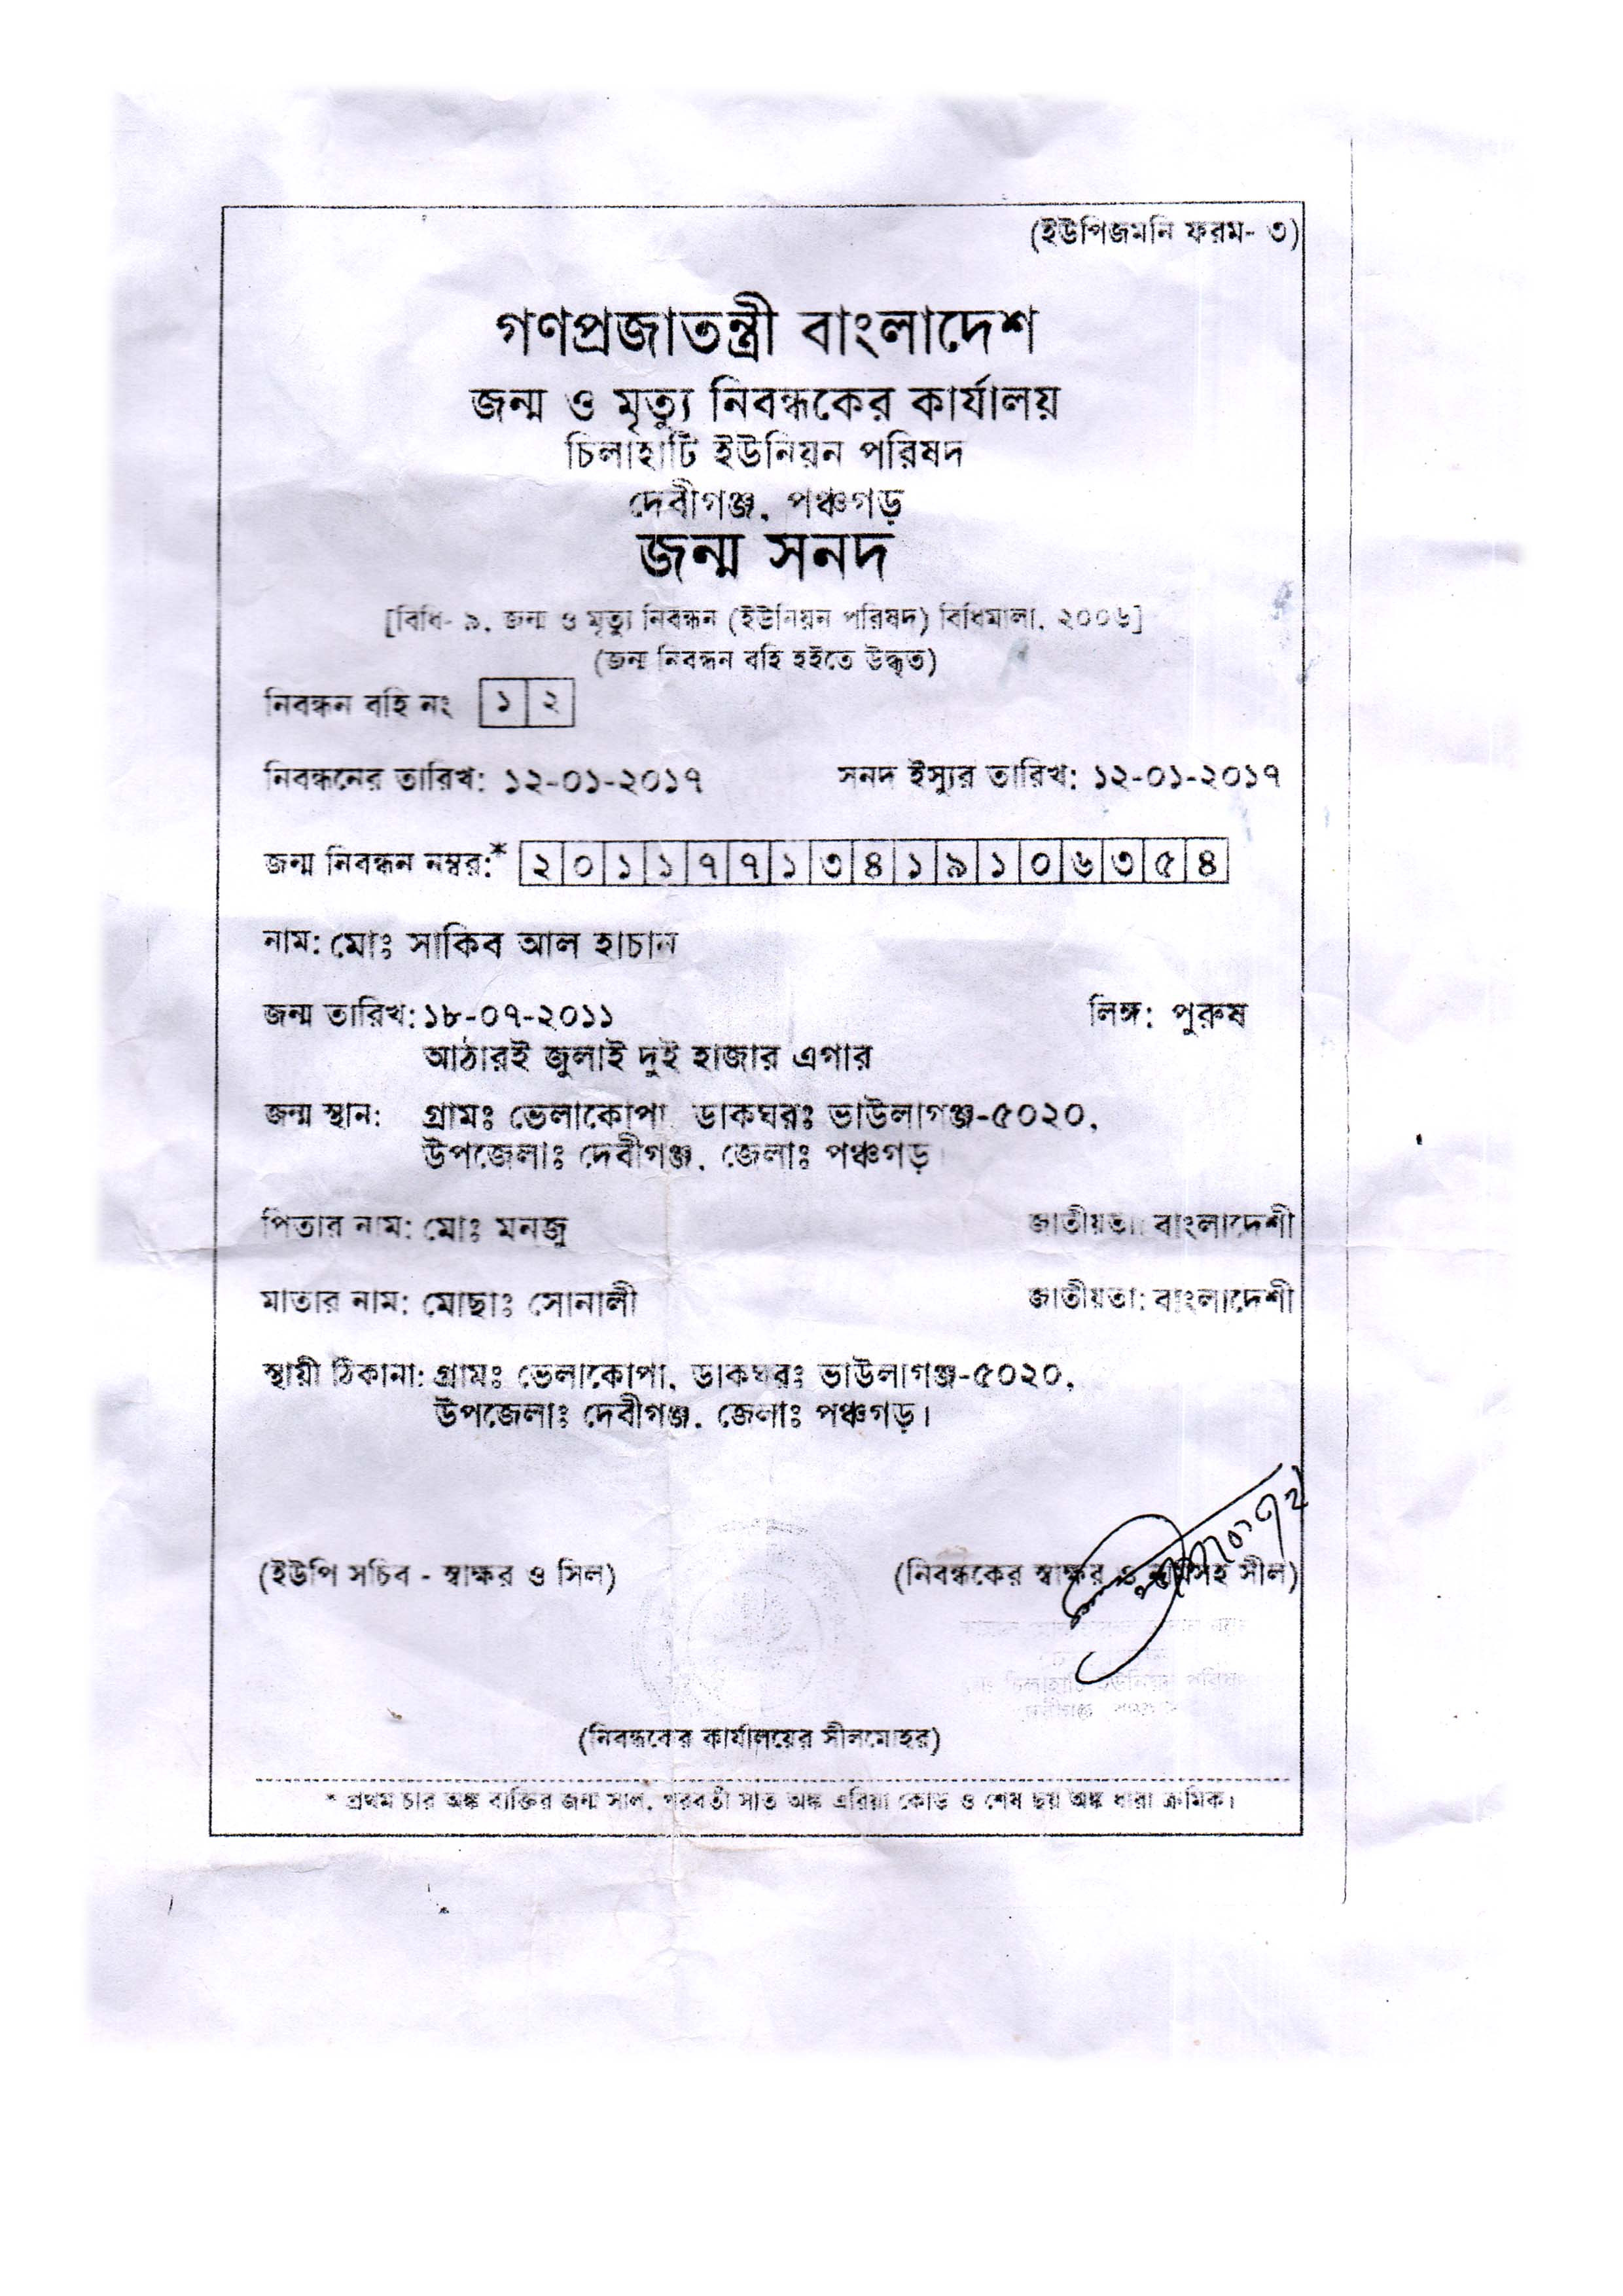 (ইউপিজমনি ফরম- ৩)
গণপ্রজাতন্ত্রী বাংলাদেশ
জন্ম ও মৃত্যু নিবন্ধকের কার্যালয়
চিলাহাটি ইউনিয়ন পরিষদ
দেবীগঞ্জ, পঞ্চগড়
জন্ম সনদ
[বিধি- ৯, জন্ম ও মৃত্যু নিবন্ধন (ইউনিয়ন পরিষদ) বিধিমালা, ২০০৬]
(জন্ম নিবন্ধন বহি হইতে উদ্ধৃত)
নিবন্ধন বহি নং ১ ২
নিবন্ধনের তারিখ: ১২-০১-২০১৭ সনদ ইস্যুর তারিখ: ১২-০১-২০১৭
জন্ম নিবন্ধন নম্বর:* ২ ০ ১ ১ ৭ ৭ ১ ৩ ৪ ১ ৯ ১ ০ ৬ ৩ ৫ ৪
নাম: মোঃ সাকিব আল হাচান
জন্ম তারিখ: ১৮-০৭-২০১১ লিঙ্গ: পুরুষ
আঠারই জুলাই দুই হাজার এগার
জন্ম স্থান: গ্রামঃ ভেলাকোপা, ডাকঘরঃ ভাউলাগঞ্জ-৫০২০,
উপজেলাঃ দেবীগঞ্জ, জেলাঃ পঞ্চগড়।
পিতার নাম: মোঃ মনজু জাতীয়তা: বাংলাদেশী
মাতার নাম: মোছাঃ সোনালী জাতীয়তা: বাংলাদেশী
স্থায়ী ঠিকানা: গ্রামঃ ভেলাকোপা, ডাকঘরঃ ভাউলাগঞ্জ-৫০২০,
উপজেলাঃ দেবীগঞ্জ, জেলাঃ পঞ্চগড়।
(ইউপি সচিব - স্বাক্ষর ও সিল) (নিবন্ধকের স্বাক্ষর ও নামসহ সীল)
(নিবন্ধকের কার্যালয়ের সীলমোহর)
* প্রথম চার অঙ্ক ব্যক্তির জন্ম সাল, পরবর্তী সাত অঙ্ক এরিয়া কোড ও শেষ ছয় অঙ্ক ধারা ক্রমিক।